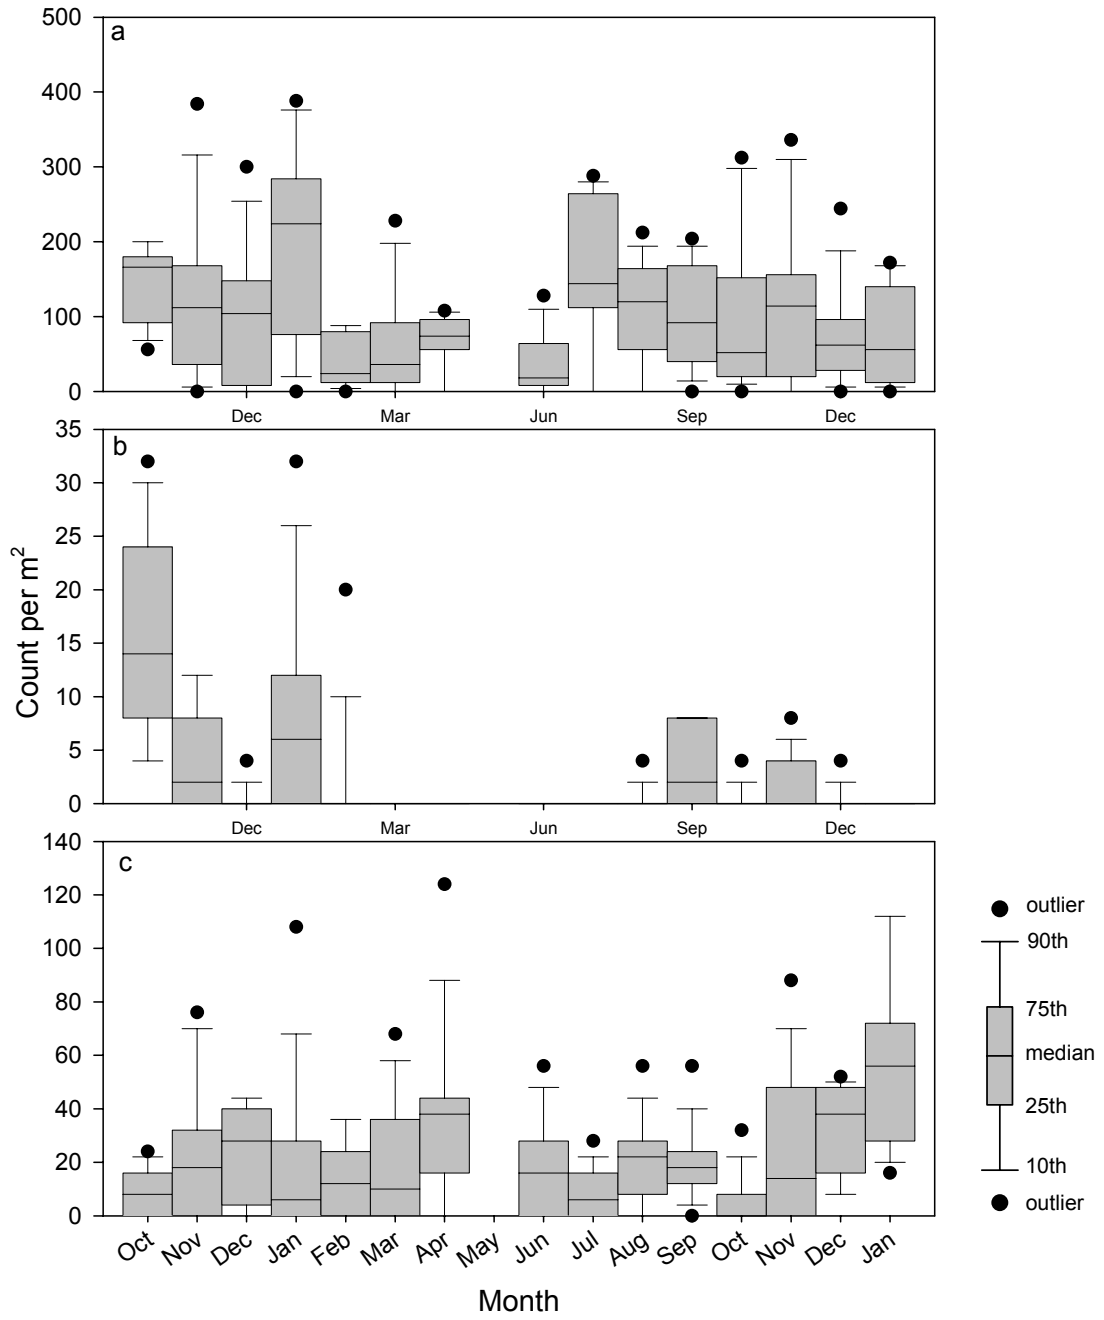 a
500
400
300
200
100
0
Dec Mar Jun Sep Dec
b
35
30
25
20
15
10
5
0
Count per m²
Dec Mar Jun Sep Dec
c
140
120
100
80
60
40
20
0
Oct Nov Dec Jan Feb Mar Apr May Jun Jul Aug Sep Oct Nov Dec Jan
Month
outlier
90th
75th
median
25th
10th
outlier